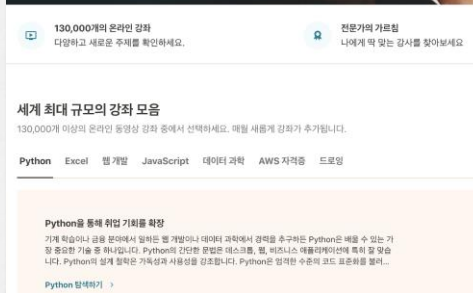 130,000개의 온라인 강좌
다양하고 새로운 주제를 확인하세요.
전문가의 가르침
나에게 딱 맞는 강사를 찾아보세요
세계 최대 규모의 강좌 모음
130,000개 이상의 온라인 동영상 강좌 중에서 선택하세요. 매월 새롭게 강좌가 추가됩니다.
Python Excel 웹 개발 JavaScript 데이터 과학 AWS 자격증 드로잉
Python을 통해 취업 기회를 확장
기계 학습이나 금융 분야에서 일하든 웹 개발이나 데이터 과학에서 경력을 추구하든 Python은 배울 수 있는 가
장 중요한 기술 중 하나입니다. Python의 간단한 문법은 데스크톱, 웹, 비즈니스 애플리케이션에 특히 잘 맞습
니다. Python의 설계 철학은 가독성과 사용성을 강조합니다. Python은 엄격한 수준의 코드 표준화를 불러...
Python 탐색하기 ›